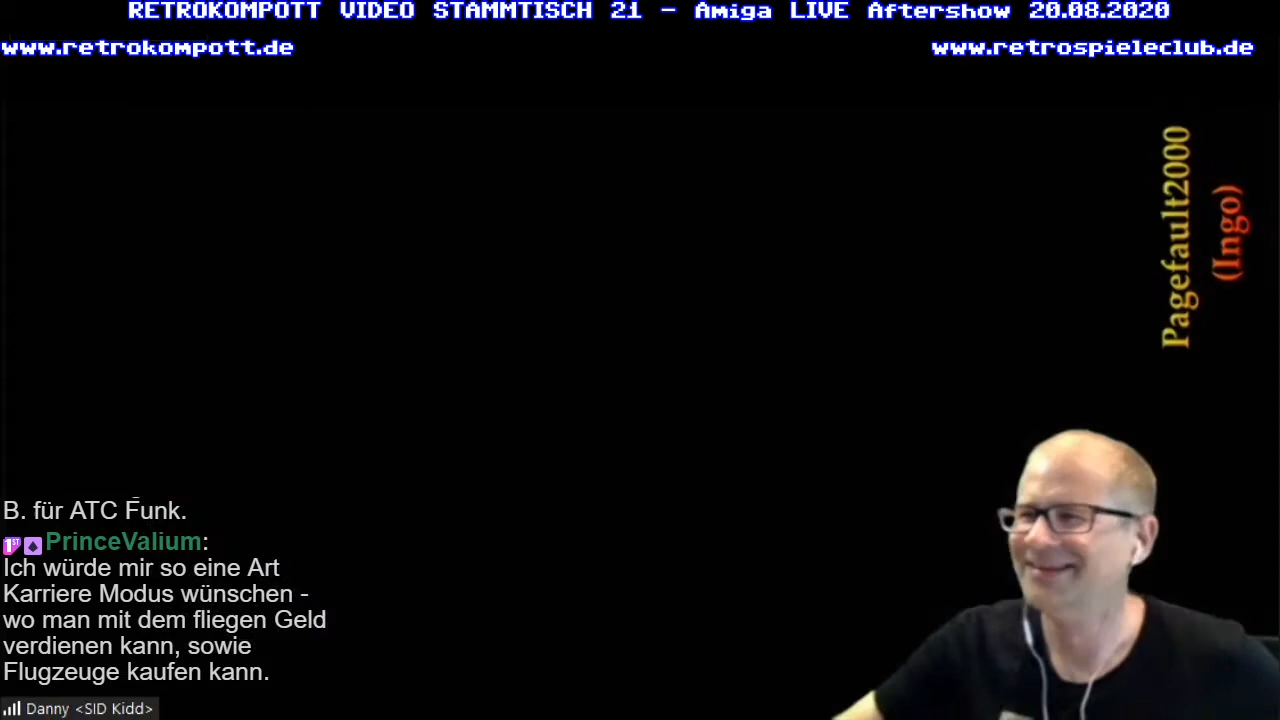 RETROKOMPOTT VIDEO STAMMTISCH 21 - Amiga LIVE Aftershow 20.08.2020
www.retrokompott.de
www.retrospieleclub.de
Pagefault2000
(Ingo)
B. für ATC Funk.
1ST PrinceValium:
Ich würde mir so eine Art
Karriere Modus wünschen -
wo man mit dem fliegen Geld
verdienen kann, sowie
Flugzeuge kaufen kann.
Danny <SID Kidd>